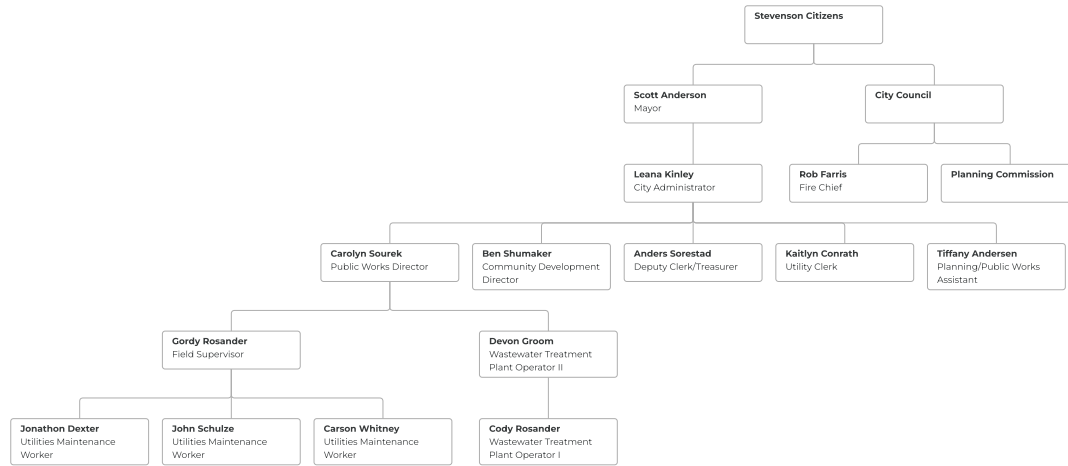 Stevenson Citizens
Scott Anderson
Mayor
City Council
Leana Kinley
City Administrator
Rob Farris
Fire Chief
Planning Commission
Carolyn Sourek
Public Works Director
Ben Shumaker
Community Development
Director
Anders Sorestad
Deputy Clerk/Treasurer
Kaitlyn Conrath
Utility Clerk
Tiffany Andersen
Planning/Public Works
Assistant
Gordy Rosander
Field Supervisor
Devon Groom
Wastewater Treatment
Plant Operator II
Jonathon Dexter
Utilities Maintenance
Worker
John Schulze
Utilities Maintenance
Worker
Carson Whitney
Utilities Maintenance
Worker
Cody Rosander
Wastewater Treatment
Plant Operator I